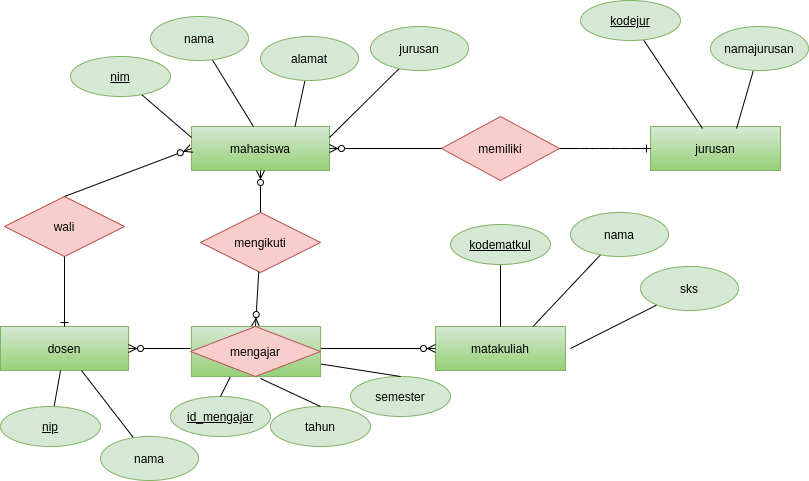 kodejur
nama
jurusan
namajurusan
alamat
nim
mahasiswa
memiliki
jurusan
wali
mengikuti
kodematkul
nama
sks
dosen
mengajar
matakuliah
semester
id_mengajar
nip
tahun
nama